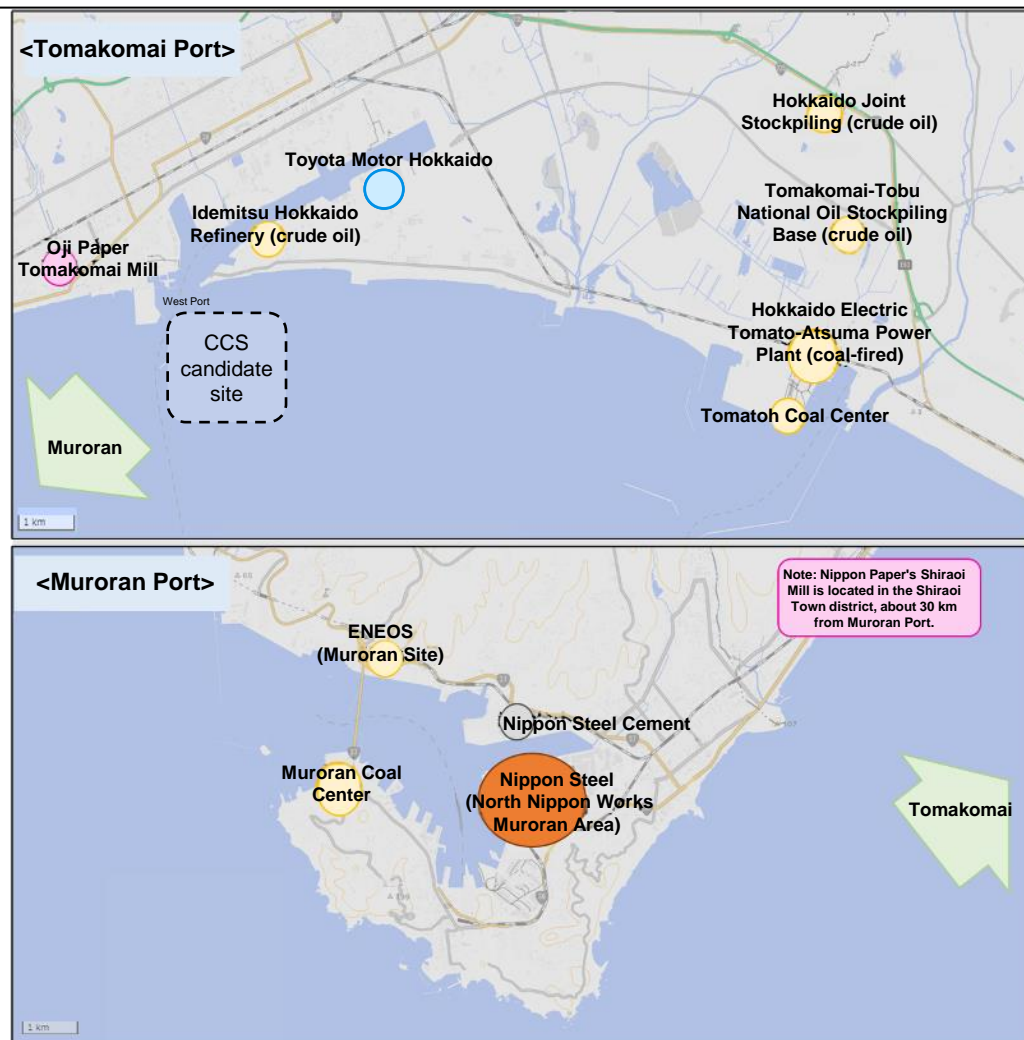 <Tomakomai Port>
Hokkaido Joint
Stockpiling (crude oil)
Toyota Motor Hokkaido
Tomakomai-Tobu
National Oil Stockpiling
Base (crude oil)
Idemitsu Hokkaido
Refinery (crude oil)
Oji Paper
Tomakomai Mill
West Port
CCS
candidate
site
Hokkaido Electric
Tomato-Atsuma Power
Plant (coal-fired)
Tomatoh Coal Center
Muroran
1 km
<Muroran Port>
Note: Nippon Paper's Shiraoi
Mill is located in the Shiraoi
Town district, about 30 km
from Muroran Port.
ENEOS
(Muroran Site)
Nippon Steel Cement
Muroran Coal
Center
Nippon Steel
(North Nippon Works
Muroran Area)
Tomakomai
1 km